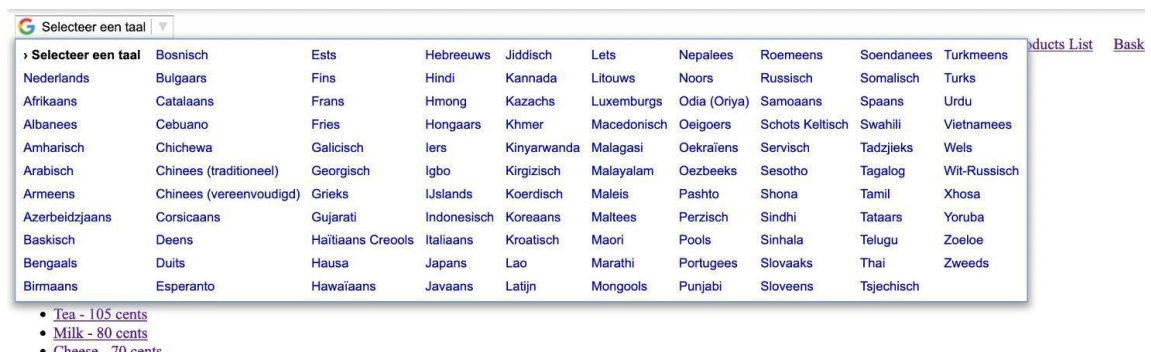 Selecteer een taal ▼
› Selecteer een taal Bosnisch Ests Hebreeuws Jiddisch Lets Nepalees Roemeens Soendanees Turkmeens
oducts List Bask
Nederlands Bulgaars Fins Hindi Kannada Litouws Noors Russisch Somalisch Turks
Afrikaans Catalaans Frans Hmong Kazachs Luxemburgs Odia (Oriya) Samoaans Spaans Urdu
Albanees Cebuano Fries Hongaars Khmer Macedonisch Oeigoers Schots Keltisch Swahili Vietnamees
Amharisch Chichewa Galicisch Iers Kinyarwanda Malagasi Oekraïens Servisch Tadzjieks Wels
Arabisch Chinees (traditioneel) Georgisch Igbo Kirgizisch Malayalam Oezbeeks Sesotho Tagalog Wit-Russisch
Armeens Chinees (vereenvoudigd) Grieks IJslands Koerdisch Maleis Pashto Shona Tamil Xhosa
Azerbeidzjaans Corsicaans Gujarati Indonesisch Koreaans Maltees Perzisch Sindhi Tataars Yoruba
Baskisch Deens Haïtiaans Creools Italiaans Kroatisch Maori Pools Sinhala Telugu Zoeloe
Bengaals Duits Hausa Japans Lao Marathi Portugees Slovaaks Thai Zweeds
Birmaans Esperanto Hawaïaans Javaans Latijn Mongools Punjabi Sloveens Tsjechisch
• Tea - 105 cents
• Milk - 80 cents
• Cheese - 70 cents